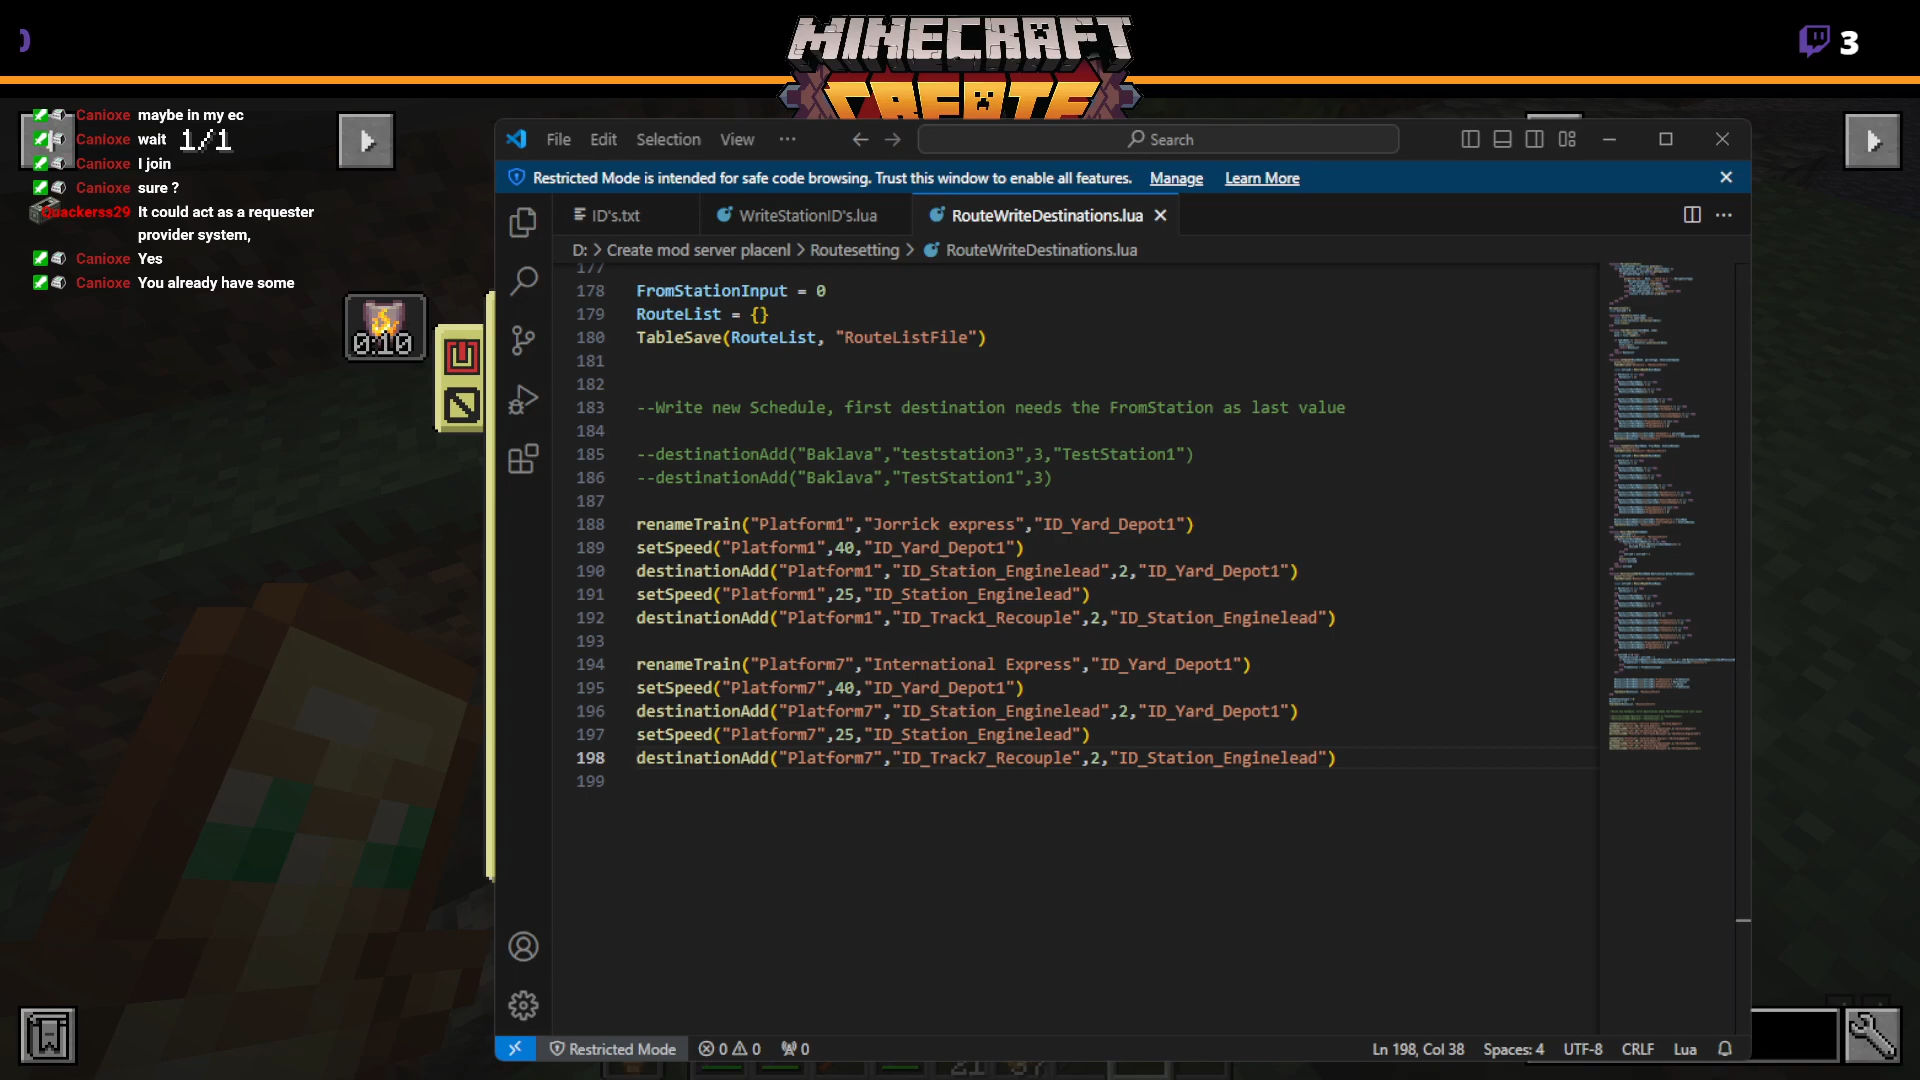 MINECRAFT
CREATE
3
Canioxe maybe in my ec
Canioxe wait
1/1
Canioxe I join
Canioxe sure ?
Quackerss29 It could act as a requester
provider system,
Canioxe Yes
Canioxe You already have some
0:10
File Edit Selection View ··· Search
Restricted Mode is intended for safe code browsing. Trust this window to enable all features. Manage Learn More
ID's.txt WriteStationID's.lua RouteWriteDestinations.lua
D: > Create mod server placenl > Routesetting > RouteWriteDestinations.lua
177
178 FromStationInput = 0
179 RouteList = {}
180 TableSave(RouteList, "RouteListFile")
181
182
183 --Write new Schedule, first destination needs the FromStation as last value
184
185 --destinationAdd("Baklava","teststation3",3,"TestStation1")
186 --destinationAdd("Baklava","TestStation1",3)
187
188 renameTrain("Platform1","Jorrick express","ID_Yard_Depot1")
189 setSpeed("Platform1",40,"ID_Yard_Depot1")
190 destinationAdd("Platform1","ID_Station_Enginelead",2,"ID_Yard_Depot1")
191 setSpeed("Platform1",25,"ID_Station_Enginelead")
192 destinationAdd("Platform1","ID_Track1_Recouple",2,"ID_Station_Enginelead")
193
194 renameTrain("Platform7","International Express","ID_Yard_Depot1")
195 setSpeed("Platform7",40,"ID_Yard_Depot1")
196 destinationAdd("Platform7","ID_Station_Enginelead",2,"ID_Yard_Depot1")
197 setSpeed("Platform7",25,"ID_Station_Enginelead")
198 destinationAdd("Platform7","ID_Track7_Recouple",2,"ID_Station_Enginelead")
199
Restricted Mode 0 0 0 Ln 198, Col 38 Spaces: 4 UTF-8 CRLF Lua